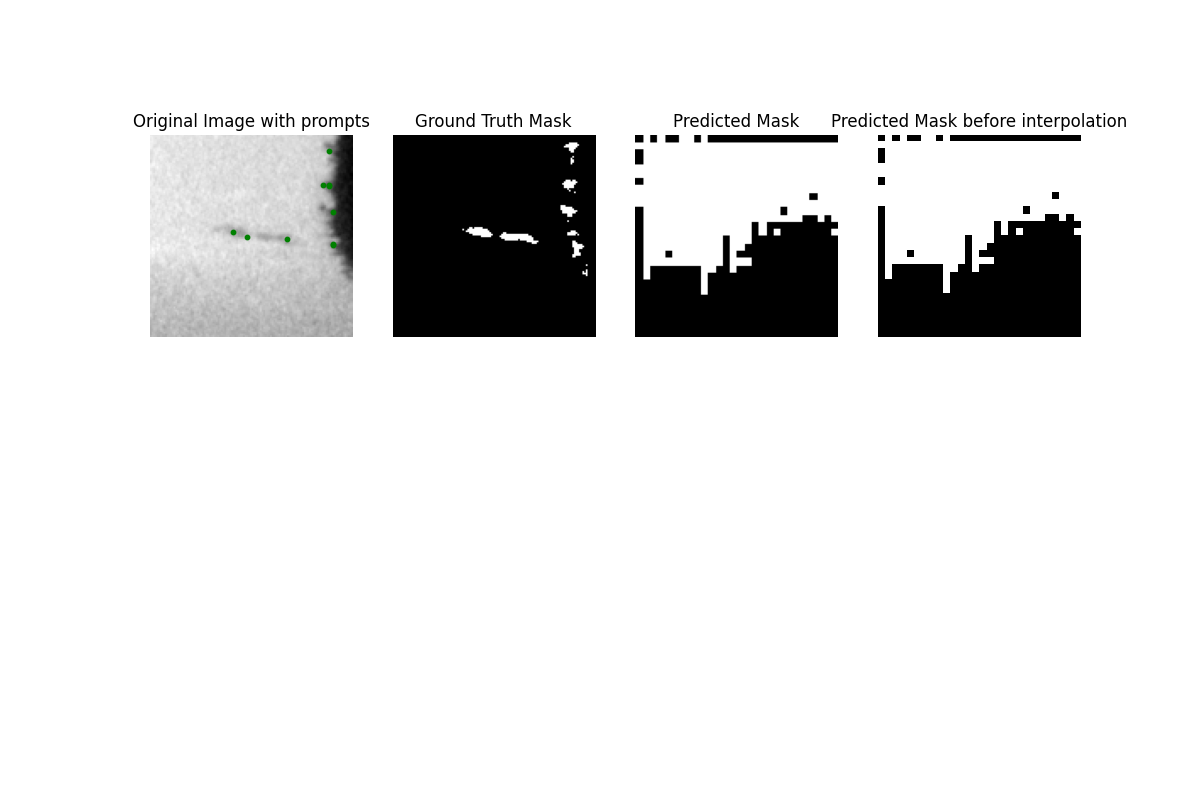 Original Image with prompts
Ground Truth Mask
Predicted Mask
Predicted Mask before interpolation